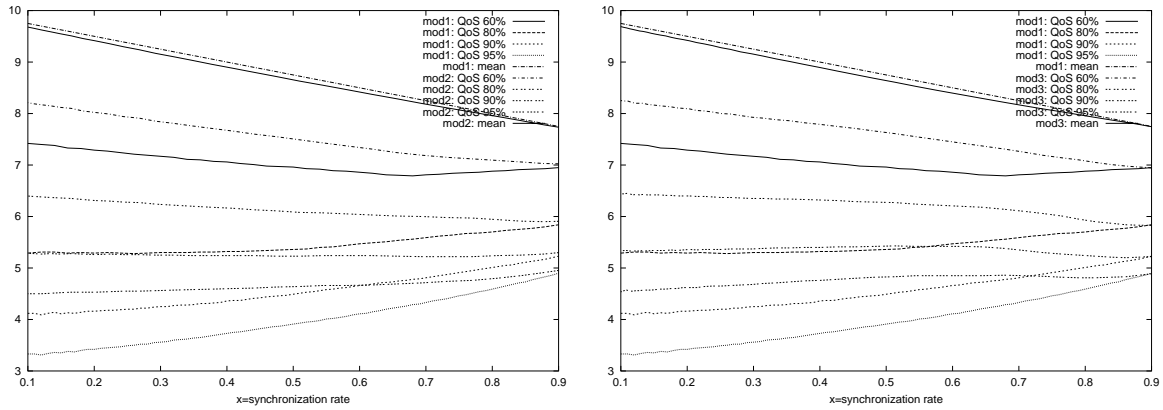 10
9
8
7
6
5
4
3
0.1 0.2 0.3 0.4 0.5 0.6 0.7 0.8 0.9
x=synchronization rate
mod1: QoS 60%
mod1: QoS 80%
mod1: QoS 90%
mod1: QoS 95%
mod1: mean
mod2: QoS 60%
mod2: QoS 80%
mod2: QoS 90%
mod2: QoS 95%
mod2: mean
10
9
8
7
6
5
4
3
0.1 0.2 0.3 0.4 0.5 0.6 0.7 0.8 0.9
x=synchronization rate
mod1: QoS 60%
mod1: QoS 80%
mod1: QoS 90%
mod1: QoS 95%
mod1: mean
mod3: QoS 60%
mod3: QoS 80%
mod3: QoS 90%
mod3: QoS 95%
mod3: mean